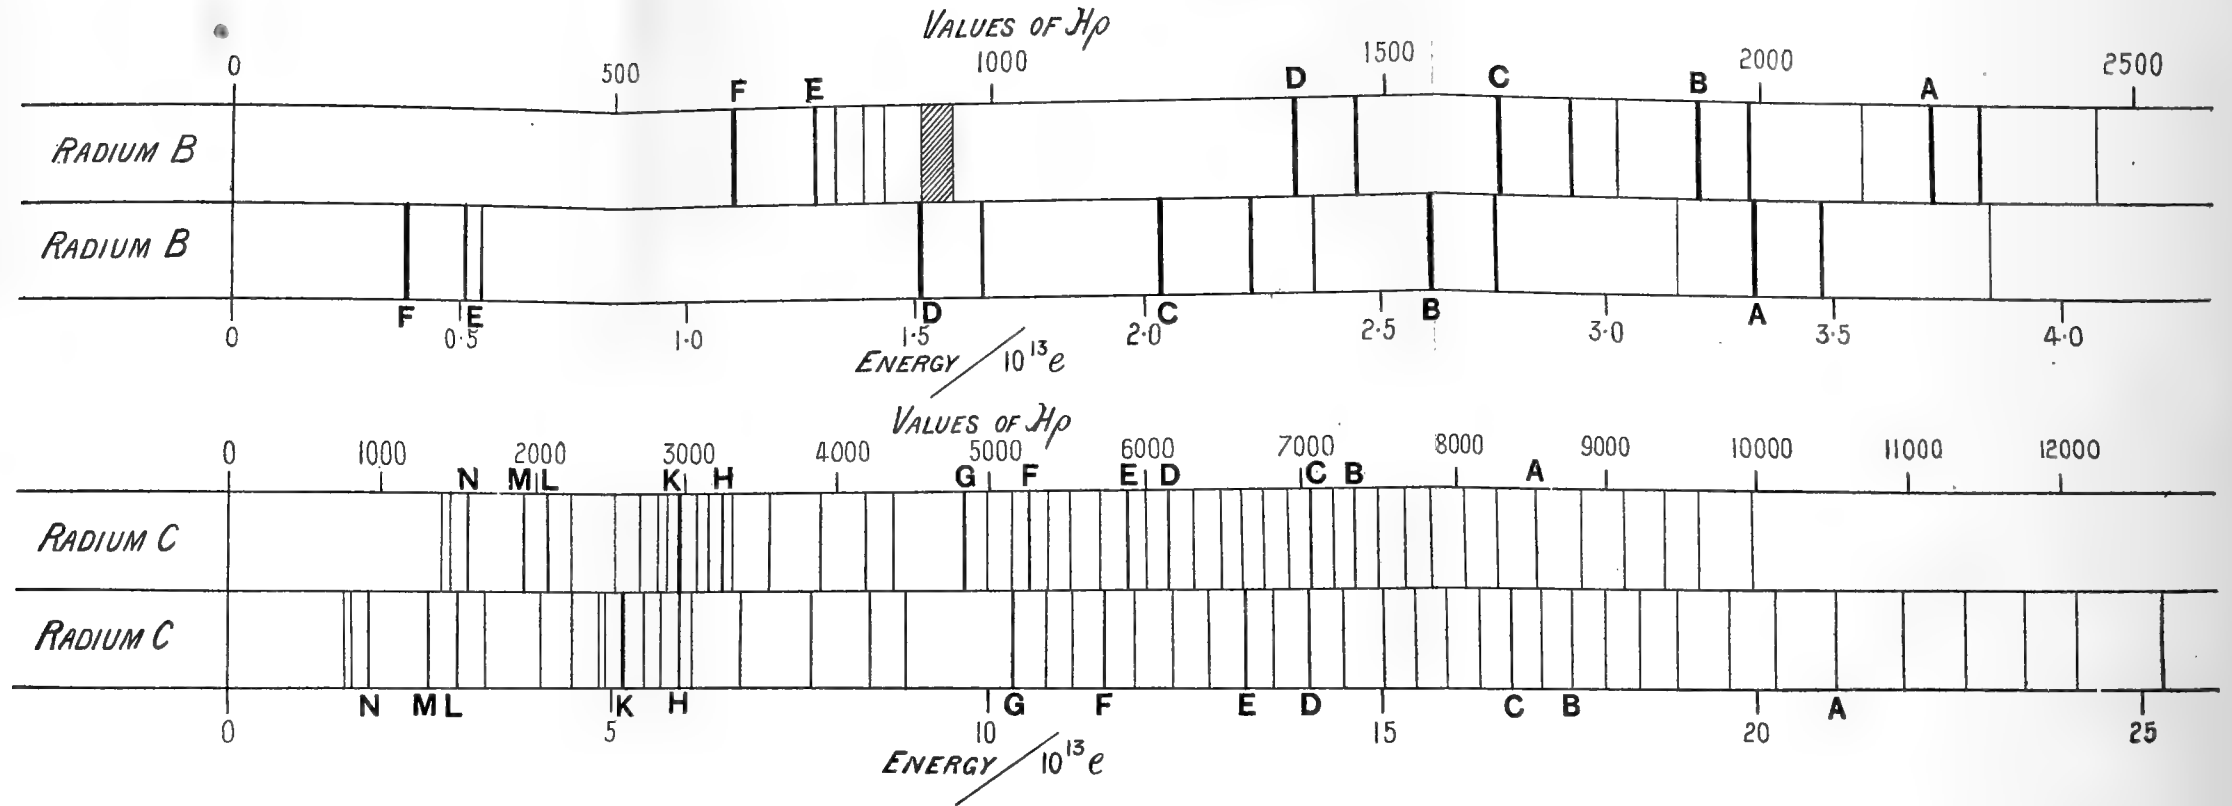 VALUES OF Hρ
0 500 1000 1500 2000 2500
F E D C B A
RADIUM B
RADIUM B
F E D C B A
0 0·5 1·0 1·5 2·0 2·5 3·0 3·5 4·0
ENERGY / 10¹³e
VALUES OF Hρ
0 1000 2000 3000 4000 5000 6000 7000 8000 9000 10000 11000 12000
N M L K H G F E D C B A
RADIUM C
RADIUM C
N M L K H G F E D C B A
0 5 10 15 20 25
ENERGY / 10¹³e